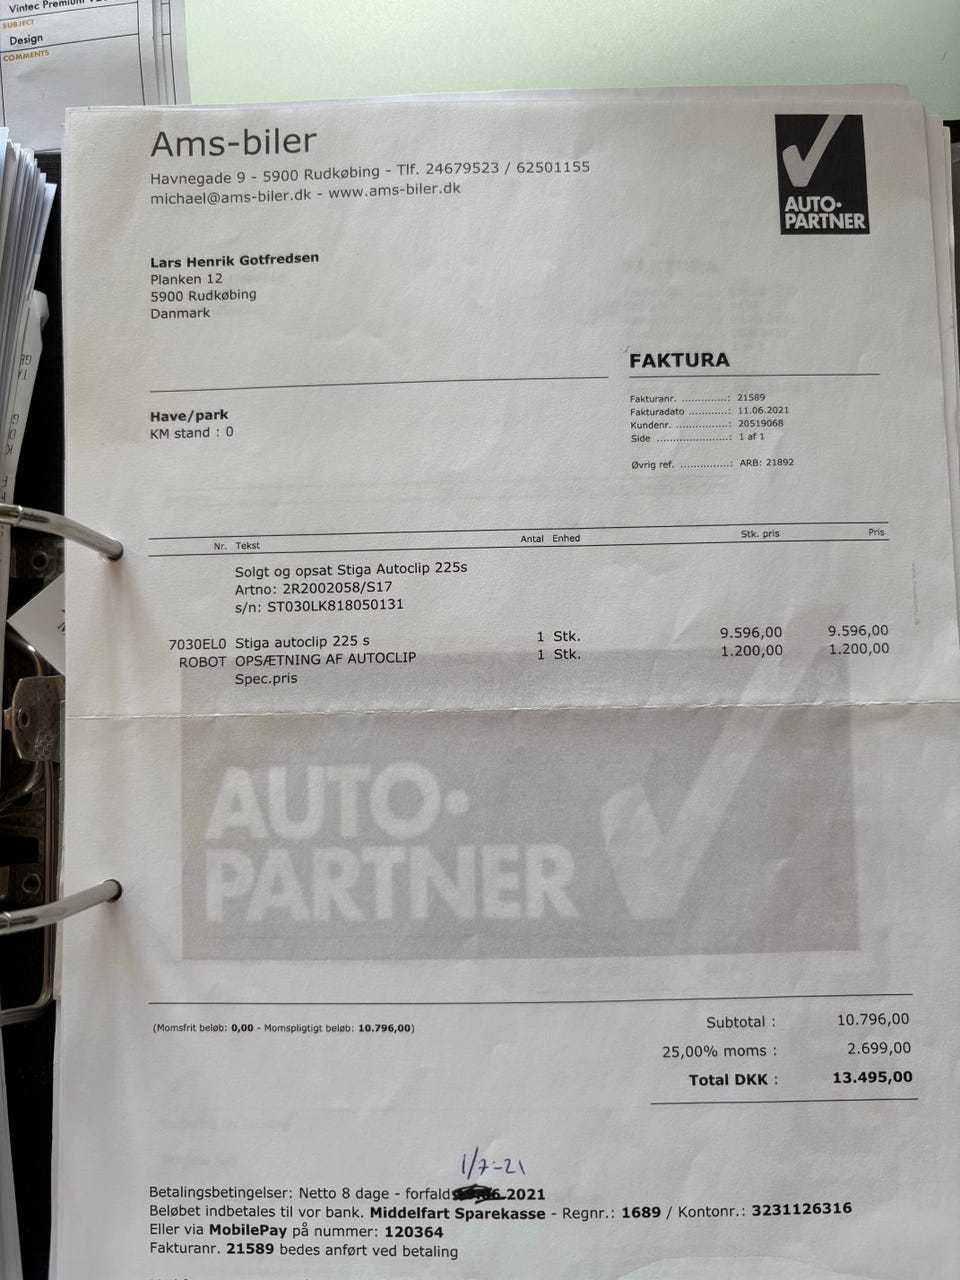 Vintec Premium
SUBJECT
Design
COMMENTS
Ams-biler
Havnegade 9 - 5900 Rudkøbing - Tlf. 24679523 / 62501155
michael@ams-biler.dk - www.ams-biler.dk
AUTO-
PARTNER
Lars Henrik Gotfredsen
Planken 12
5900 Rudkøbing
Danmark
FAKTURA
Have/park
KM stand : 0
Fakturanr. ..............: 21589
Fakturadato ............: 11.06.2021
Kundenr. .................: 20519068
Side .......................: 1 af 1
Øvrig ref. ...............: ARB: 21892
Nr. Tekst Antal Enhed Stk. pris Pris
Solgt og opsat Stiga Autoclip 225s
Artno: 2R2002058/S17
s/n: ST030LK818050131
7030EL0 Stiga autoclip 225 s 1 Stk. 9.596,00 9.596,00
ROBOT OPSÆTNING AF AUTOCLIP 1 Stk. 1.200,00 1.200,00
Spec.pris
AUTO-
PARTNER
(Momsfrit beløb: 0,00 - Momspligtigt beløb: 10.796,00)
Subtotal : 10.796,00
25,00% moms : 2.699,00
Total DKK : 13.495,00
1/7-21
Betalingsbetingelser: Netto 8 dage - forfald 2021
Beløbet indbetales til vor bank. Middelfart Sparekasse - Regnr.: 1689 / Kontonr.: 3231126316
Eller via MobilePay på nummer: 120364
Fakturanr. 21589 bedes anført ved betaling